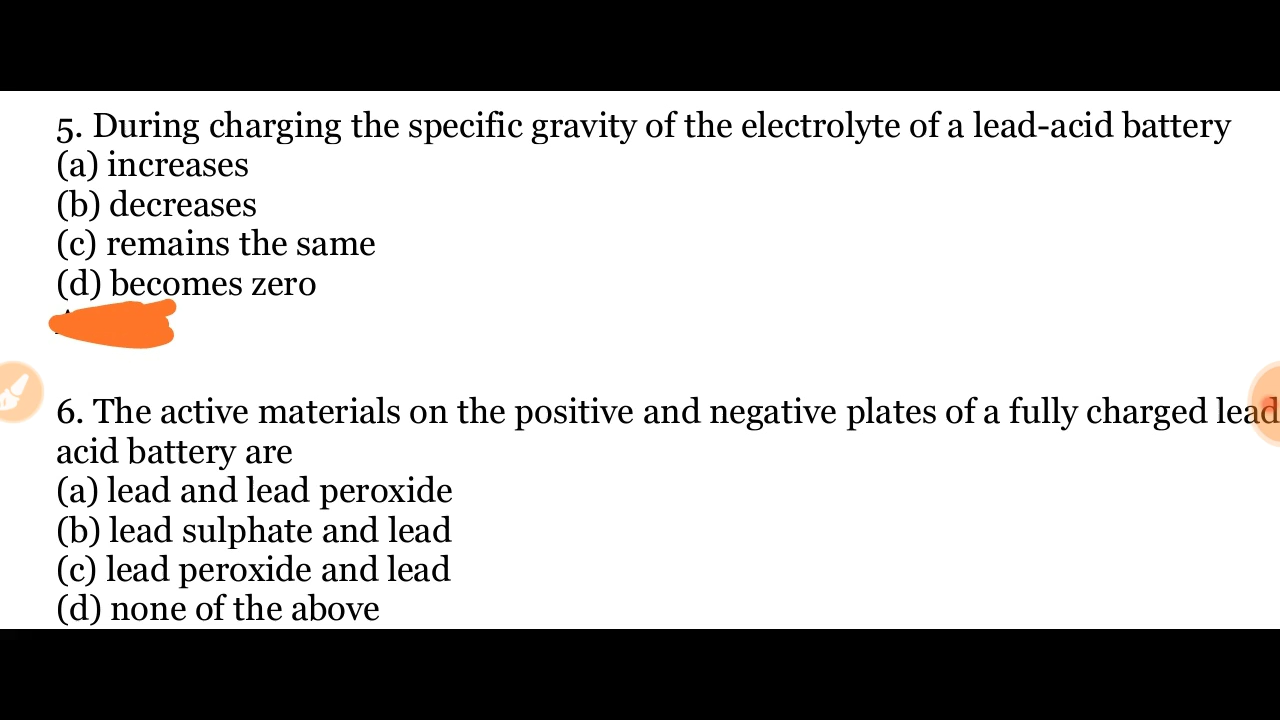 5. During charging the specific gravity of the electrolyte of a lead-acid battery
(a) increases
(b) decreases
(c) remains the same
(d) becomes zero
6. The active materials on the positive and negative plates of a fully charged lead
acid battery are
(a) lead and lead peroxide
(b) lead sulphate and lead
(c) lead peroxide and lead
(d) none of the above